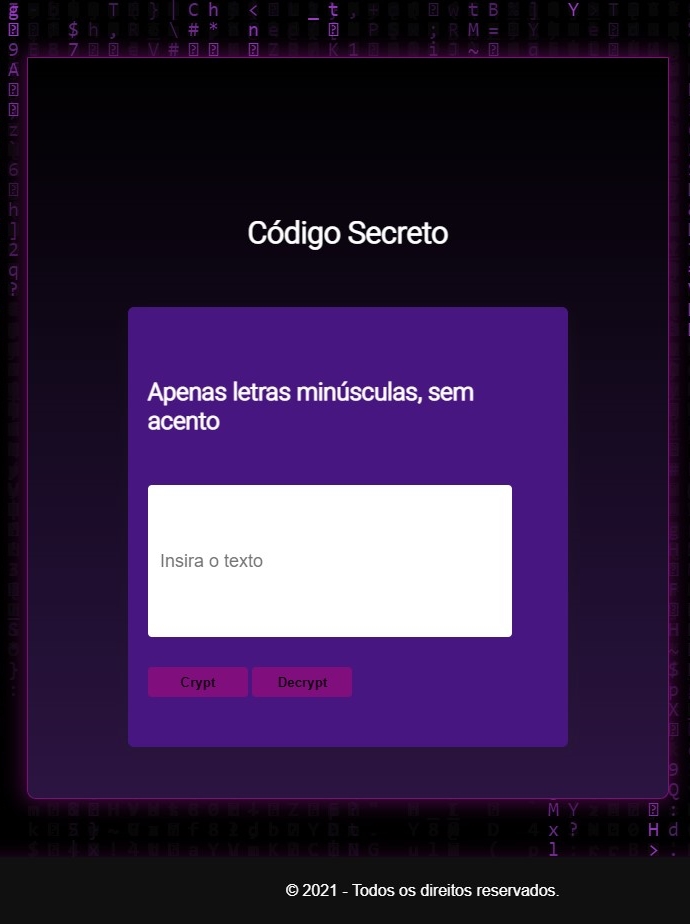 Código Secreto
Apenas letras minúsculas, sem
acento
Insira o texto
Crypt
Decrypt
© 2021 - Todos os direitos reservados.